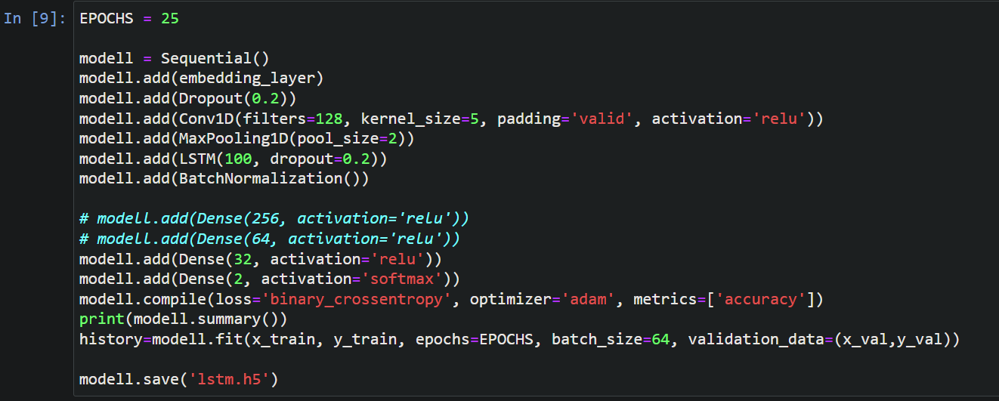 In [9]: EPOCHS = 25
modell = Sequential()
modell.add(embedding_layer)
modell.add(Dropout(0.2))
modell.add(Conv1D(filters=128, kernel_size=5, padding='valid', activation='relu'))
modell.add(MaxPooling1D(pool_size=2))
modell.add(LSTM(100, dropout=0.2))
modell.add(BatchNormalization())
# modell.add(Dense(256, activation='relu'))
# modell.add(Dense(64, activation='relu'))
modell.add(Dense(32, activation='relu'))
modell.add(Dense(2, activation='softmax'))
modell.compile(loss='binary_crossentropy', optimizer='adam', metrics=['accuracy'])
print(modell.summary())
history=modell.fit(x_train, y_train, epochs=EPOCHS, batch_size=64, validation_data=(x_val,y_val))
modell.save('lstm.h5')